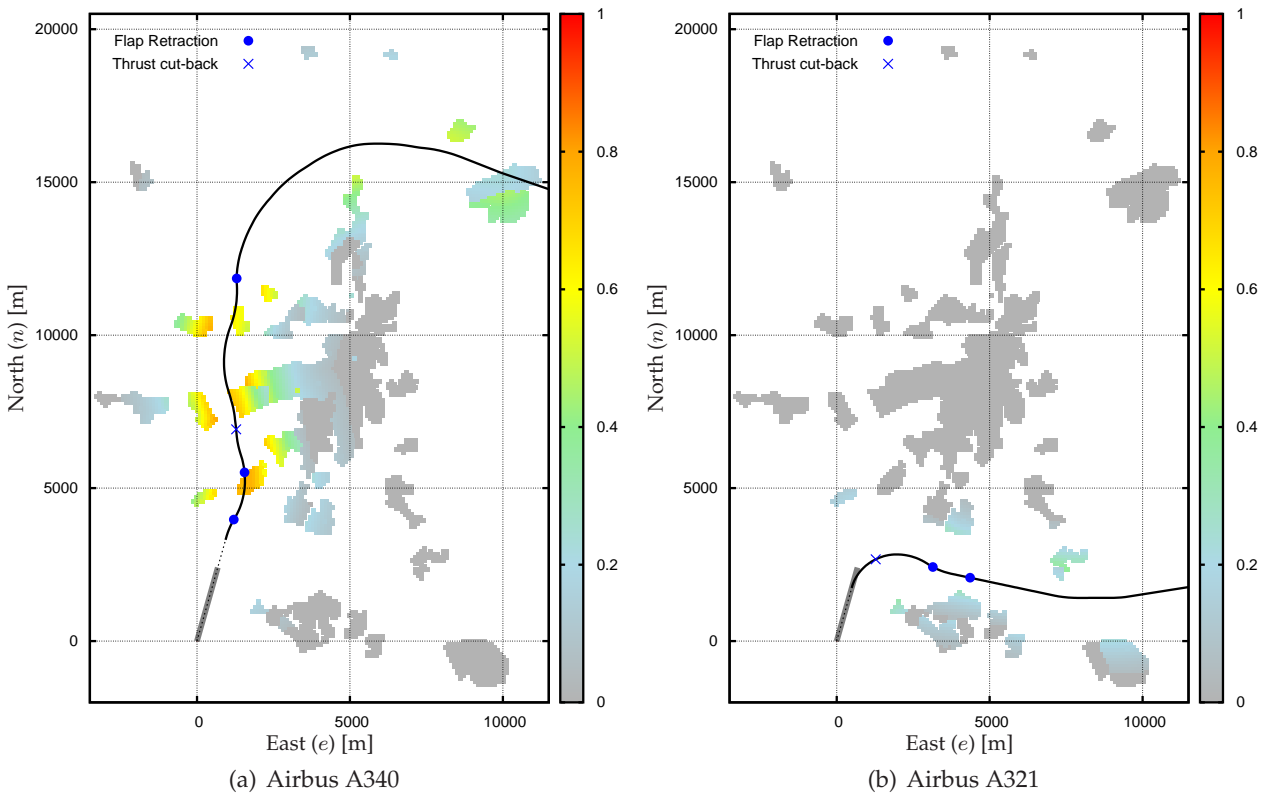 20000
15000
10000
5000
0
North (n) [m]
Flap Retraction
Thrust cut-back
0
5000
10000
East (e) [m]
1
0.8
0.6
0.4
0.2
0
(a) Airbus A340
20000
15000
10000
5000
0
North (n) [m]
Flap Retraction
Thrust cut-back
0
5000
10000
East (e) [m]
1
0.8
0.6
0.4
0.2
0
(b) Airbus A321